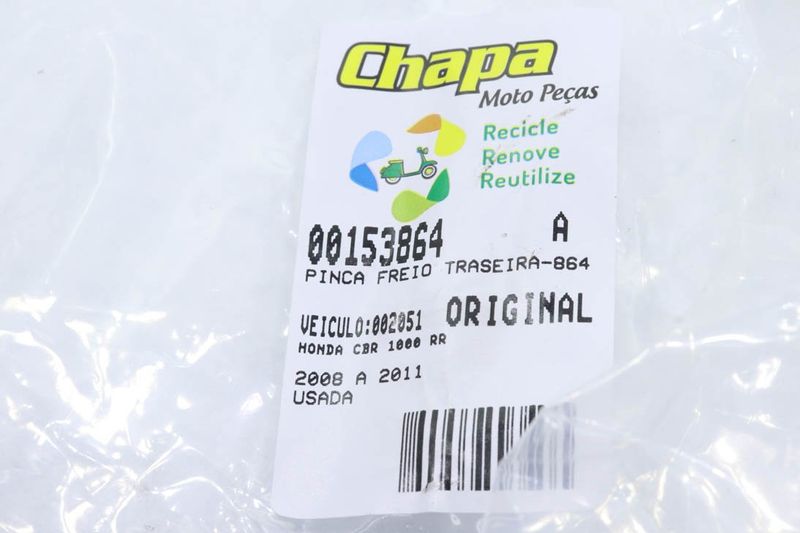 Chapa
Moto Peças
Recicle
Renove
Reutilize
00153864 A
PINCA FREIO TRASEIRA-864
VEICULO:002051 ORIGINAL
HONDA CBR 1000 RR
2008 A 2011
USADA